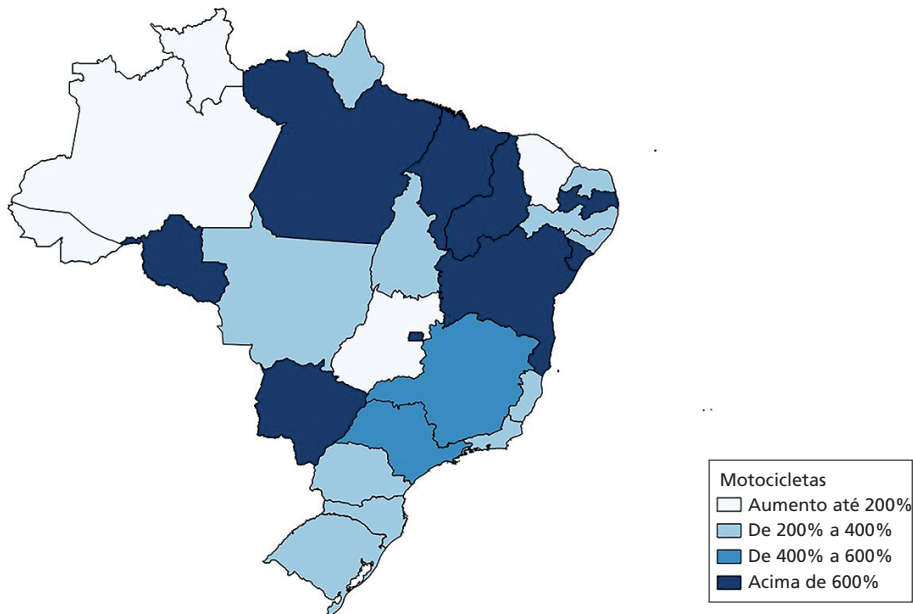 Motocicletas
Aumento até 200%
De 200% a 400%
De 400% a 600%
Acima de 600%